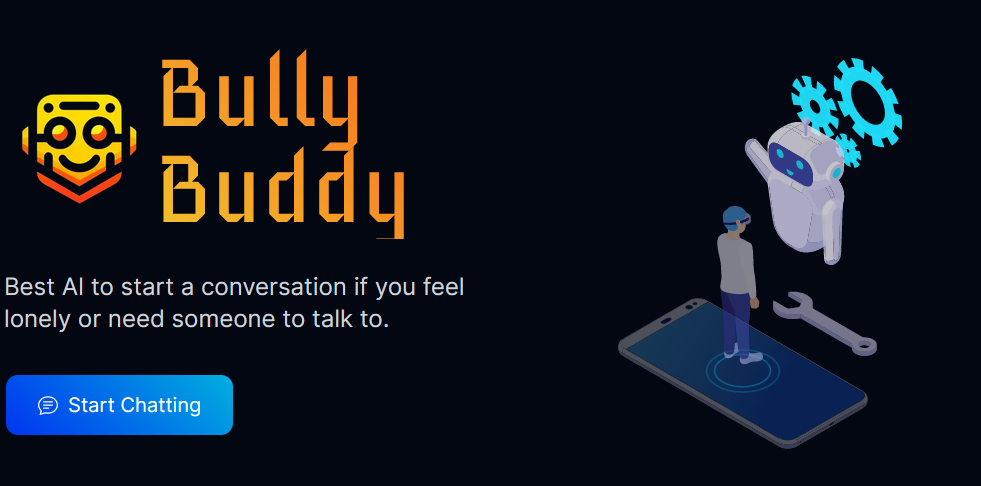 Bully
Buddy
Best AI to start a conversation if you feel
lonely or need someone to talk to.
Start Chatting